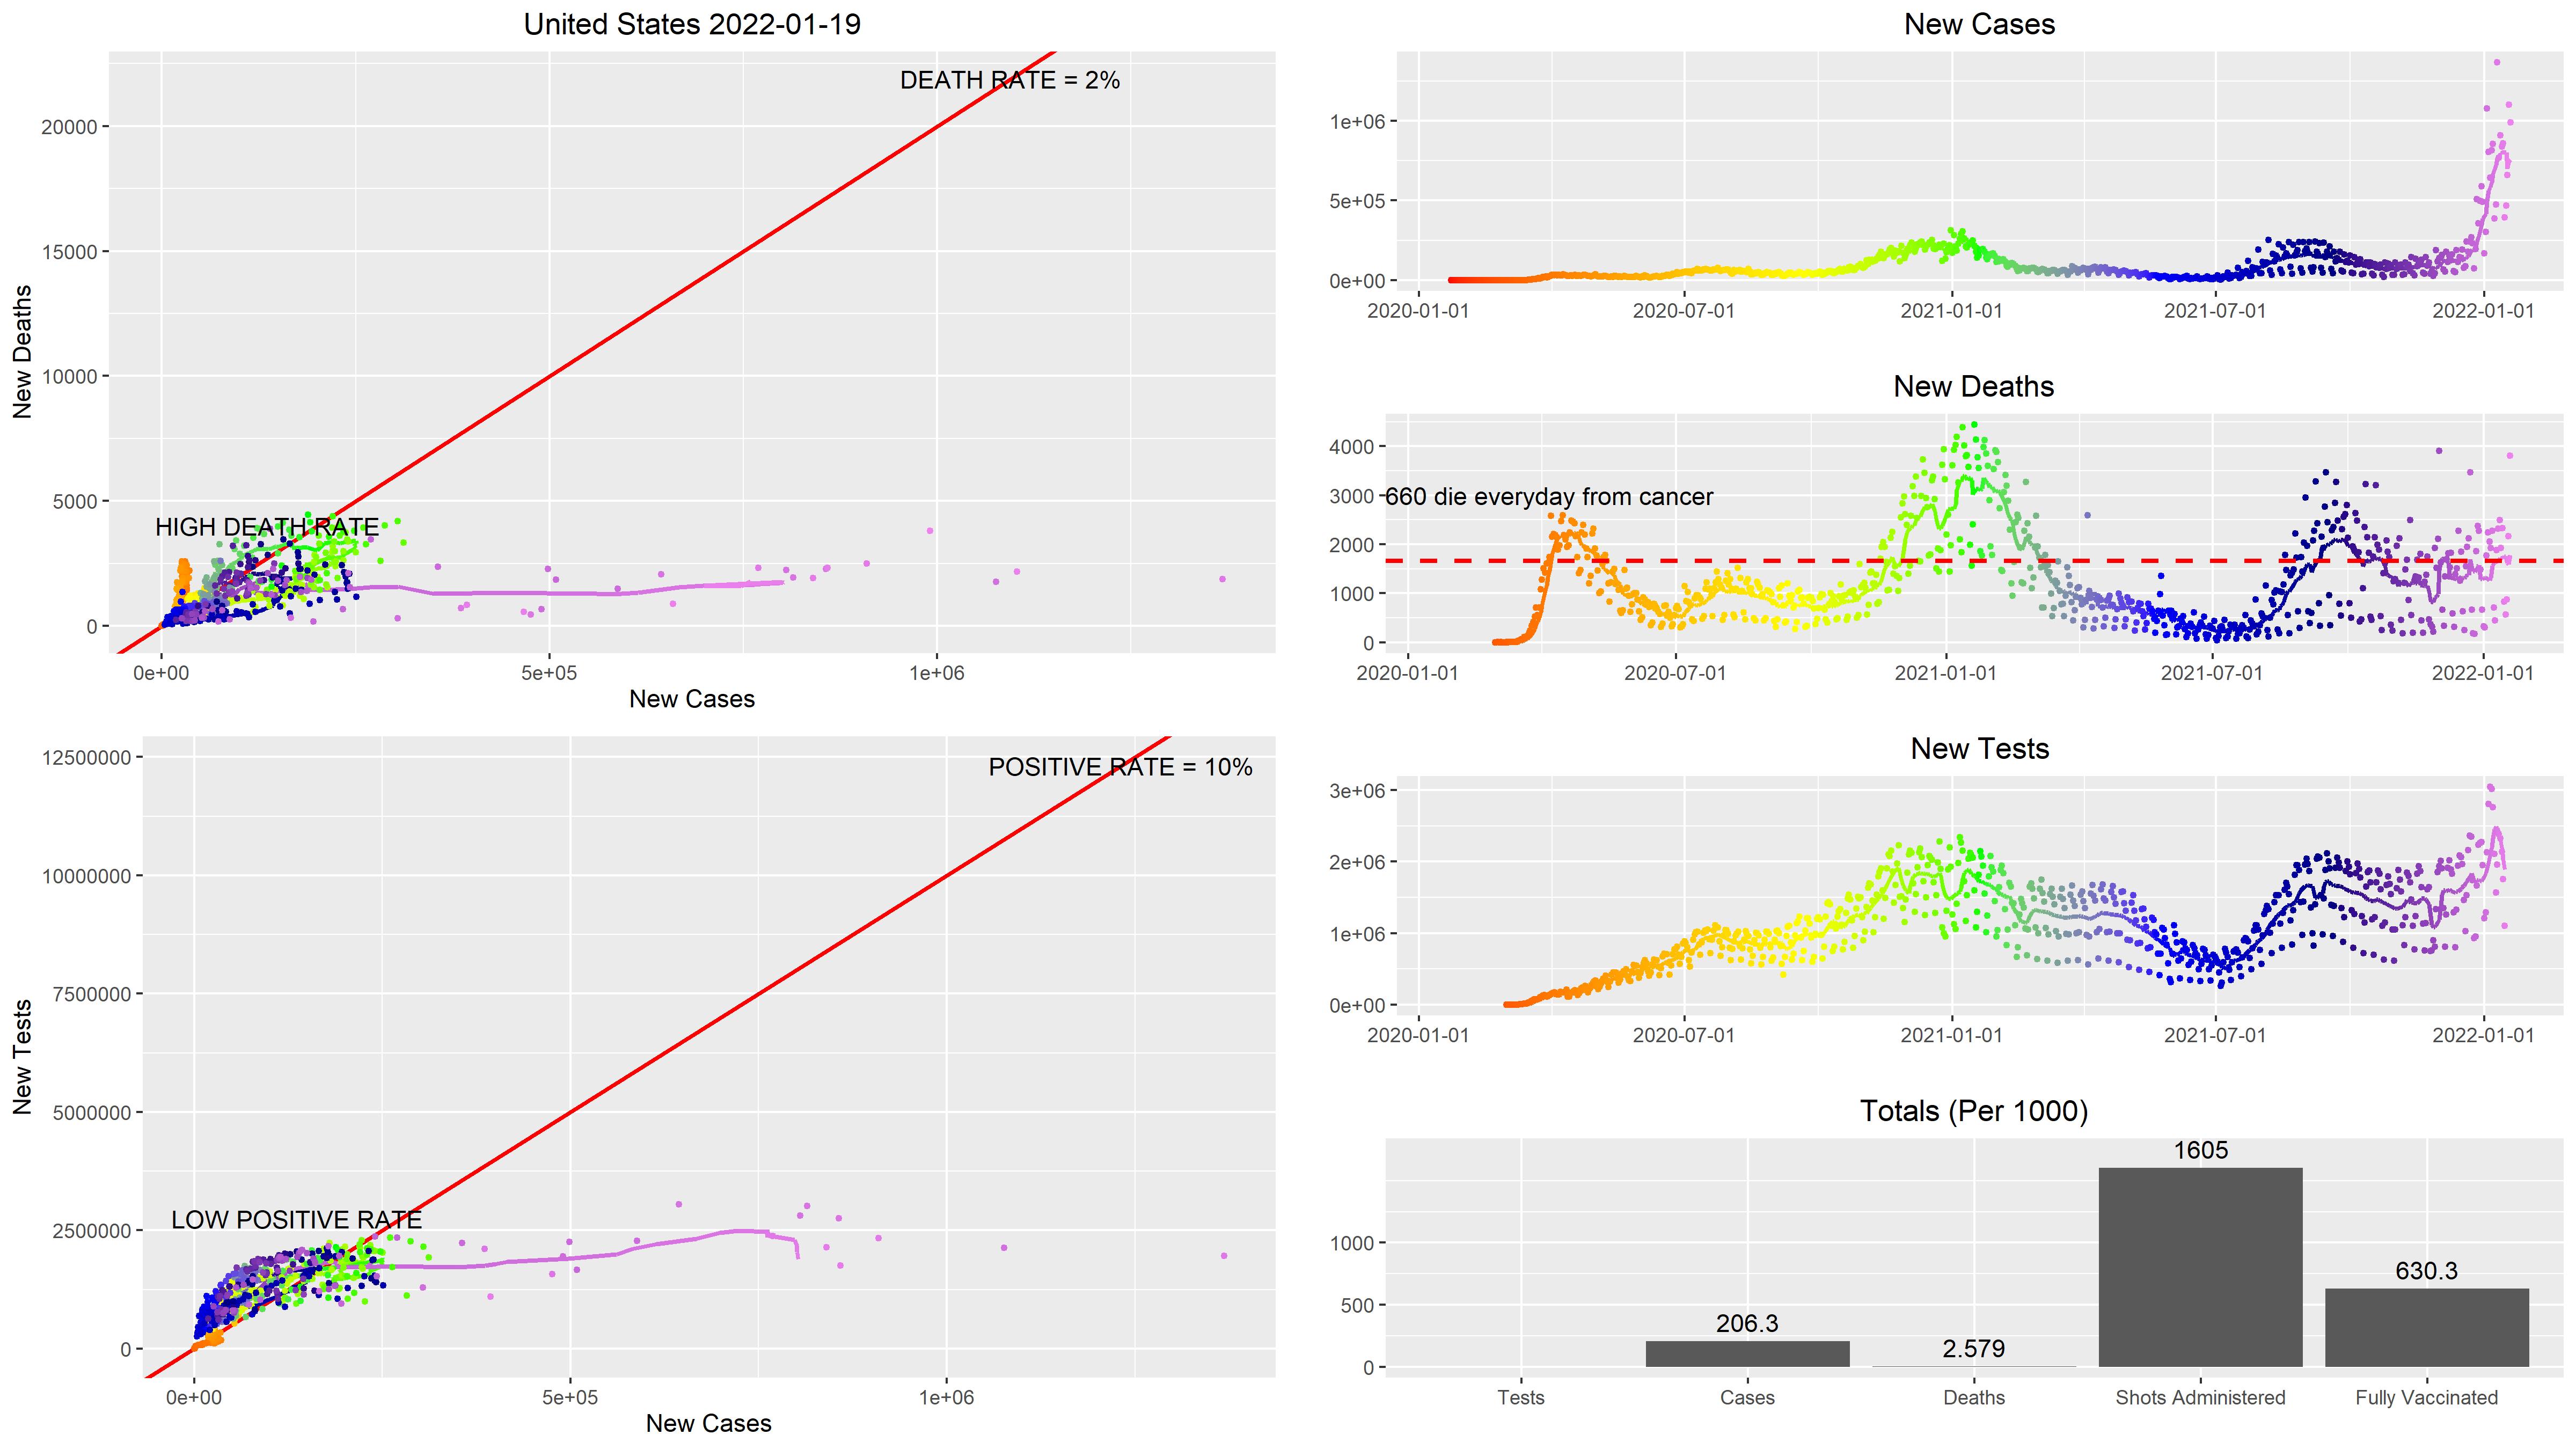 United States 2022-01-19
DEATH RATE = 2%
HIGH DEATH RATE
New Deaths
20000
15000
10000
5000
0
0e+00 5e+05 1e+06
New Cases
POSITIVE RATE = 10%
LOW POSITIVE RATE
New Tests
12500000
10000000
7500000
5000000
2500000
0
0e+00 5e+05 1e+06
New Cases
New Cases
1e+06
5e+05
0e+00
2020-01-01 2020-07-01 2021-01-01 2021-07-01 2022-01-01
New Deaths
4000
3000
660 die everyday from cancer
2000
1000
0
2020-01-01 2020-07-01 2021-01-01 2021-07-01 2022-01-01
New Tests
3e+06
2e+06
1e+06
0e+00
2020-01-01 2020-07-01 2021-01-01 2021-07-01 2022-01-01
Totals (Per 1000)
1000
500
0
206.3
2.579
1605
630.3
Tests Cases Deaths Shots Administered Fully Vaccinated